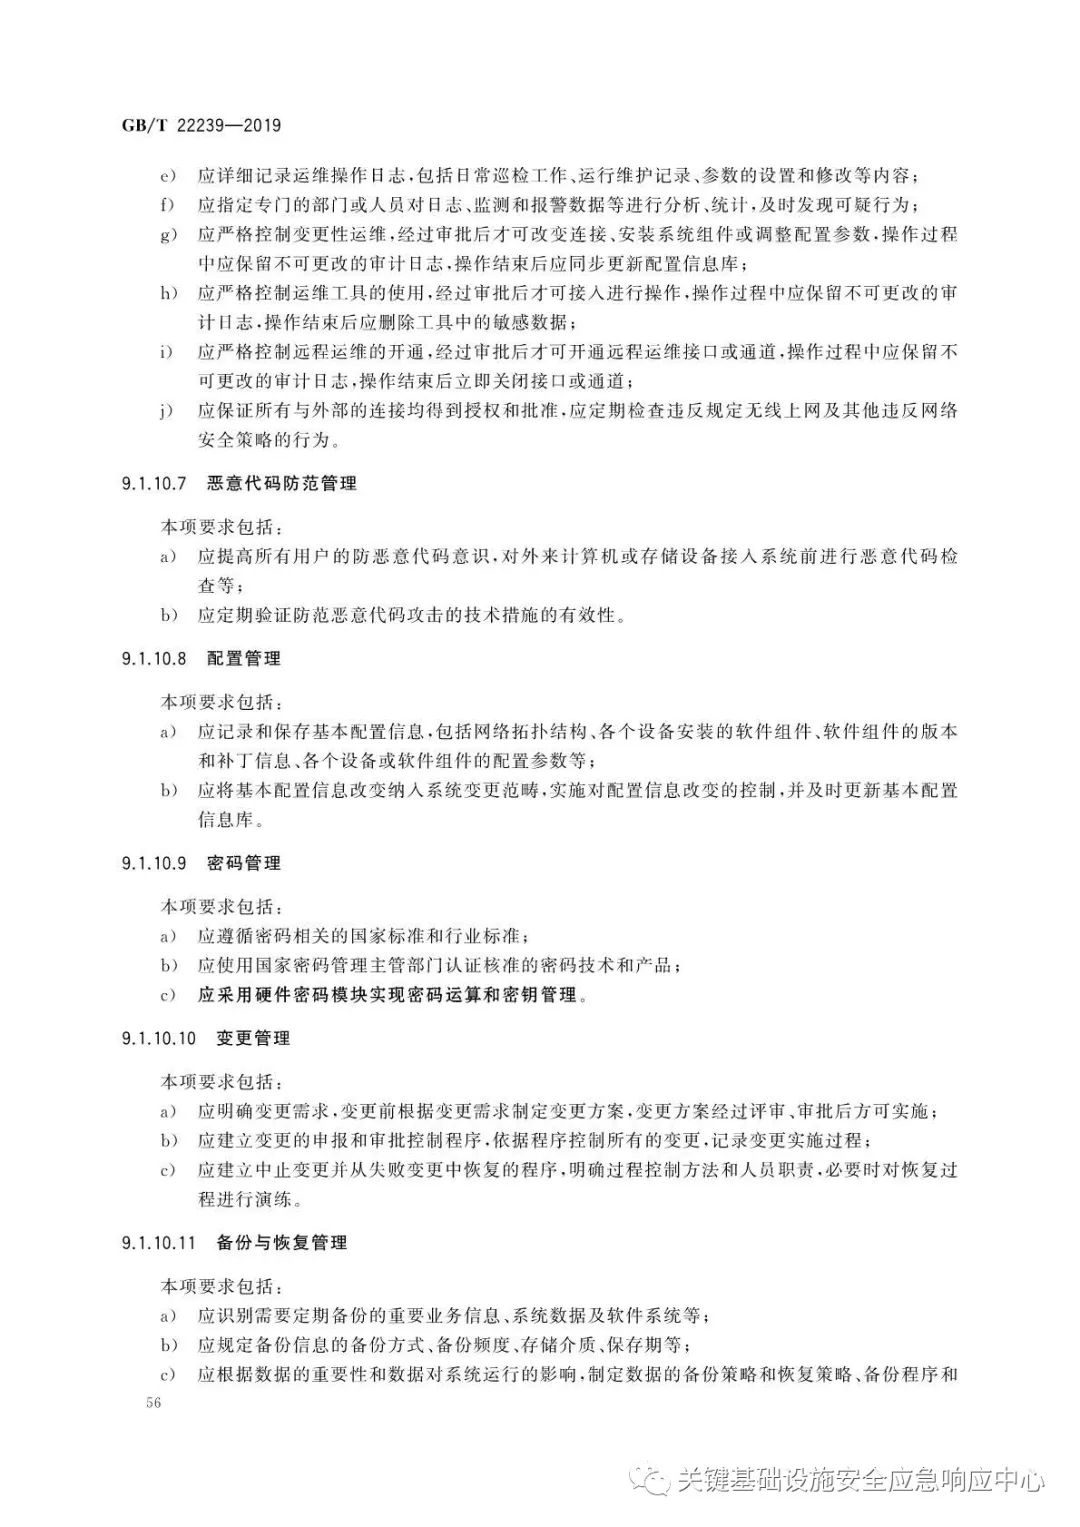 GB/T 22239—2019
e) 应详细记录运维操作日志,包括日常巡检工作、运行维护记录、参数的设置和修改等内容;
f) 应指定专门的部门或人员对日志、监测和报警数据等进行分析、统计,及时发现可疑行为;
g) 应严格控制变更性运维,经过审批后才可改变连接、安装系统组件或调整配置参数,操作过程
中应保留不可更改的审计日志,操作结束后应同步更新配置信息库;
h) 应严格控制运维工具的使用,经过审批后才可接入进行操作,操作过程中应保留不可更改的审
计日志,操作结束后应删除工具中的敏感数据;
i) 应严格控制远程运维的开通,经过审批后才可开通远程运维接口或通道,操作过程中应保留不
可更改的审计日志,操作结束后立即关闭接口或通道;
j) 应保证所有与外部的连接均得到授权和批准,应定期检查违反规定无线上网及其他违反网络
安全策略的行为。
9.1.10.7 恶意代码防范管理
本项要求包括:
a) 应提高所有用户的防恶意代码意识,对外来计算机或存储设备接入系统前进行恶意代码检
查等;
b) 应定期验证防范恶意代码攻击的技术措施的有效性。
9.1.10.8 配置管理
本项要求包括:
a) 应记录和保存基本配置信息,包括网络拓扑结构、各个设备安装的软件组件、软件组件的版本
和补丁信息、各个设备或软件组件的配置参数等;
b) 应将基本配置信息改变纳入系统变更范畴,实施对配置信息改变的控制,并及时更新基本配置
信息库。
9.1.10.9 密码管理
本项要求包括:
a) 应遵循密码相关的国家标准和行业标准;
b) 应使用国家密码管理主管部门认证核准的密码技术和产品;
c) 应采用硬件密码模块实现密码运算和密钥管理。
9.1.10.10 变更管理
本项要求包括:
a) 应明确变更需求,变更前根据变更需求制定变更方案,变更方案经过评审、审批后方可实施;
b) 应建立变更的申报和审批控制程序,依据程序控制所有的变更,记录变更实施过程;
c) 应建立中止变更并从失败变更中恢复的程序,明确过程控制方法和人员职责,必要时对恢复过
程进行演练。
9.1.10.11 备份与恢复管理
本项要求包括:
a) 应识别需要定期备份的重要业务信息、系统数据及软件系统等;
b) 应规定备份信息的备份方式、备份频度、存储介质、保存期等;
c) 应根据数据的重要性和数据对系统运行的影响,制定数据的备份策略和恢复策略、备份程序和
56
关键基础设施安全应急响应中心